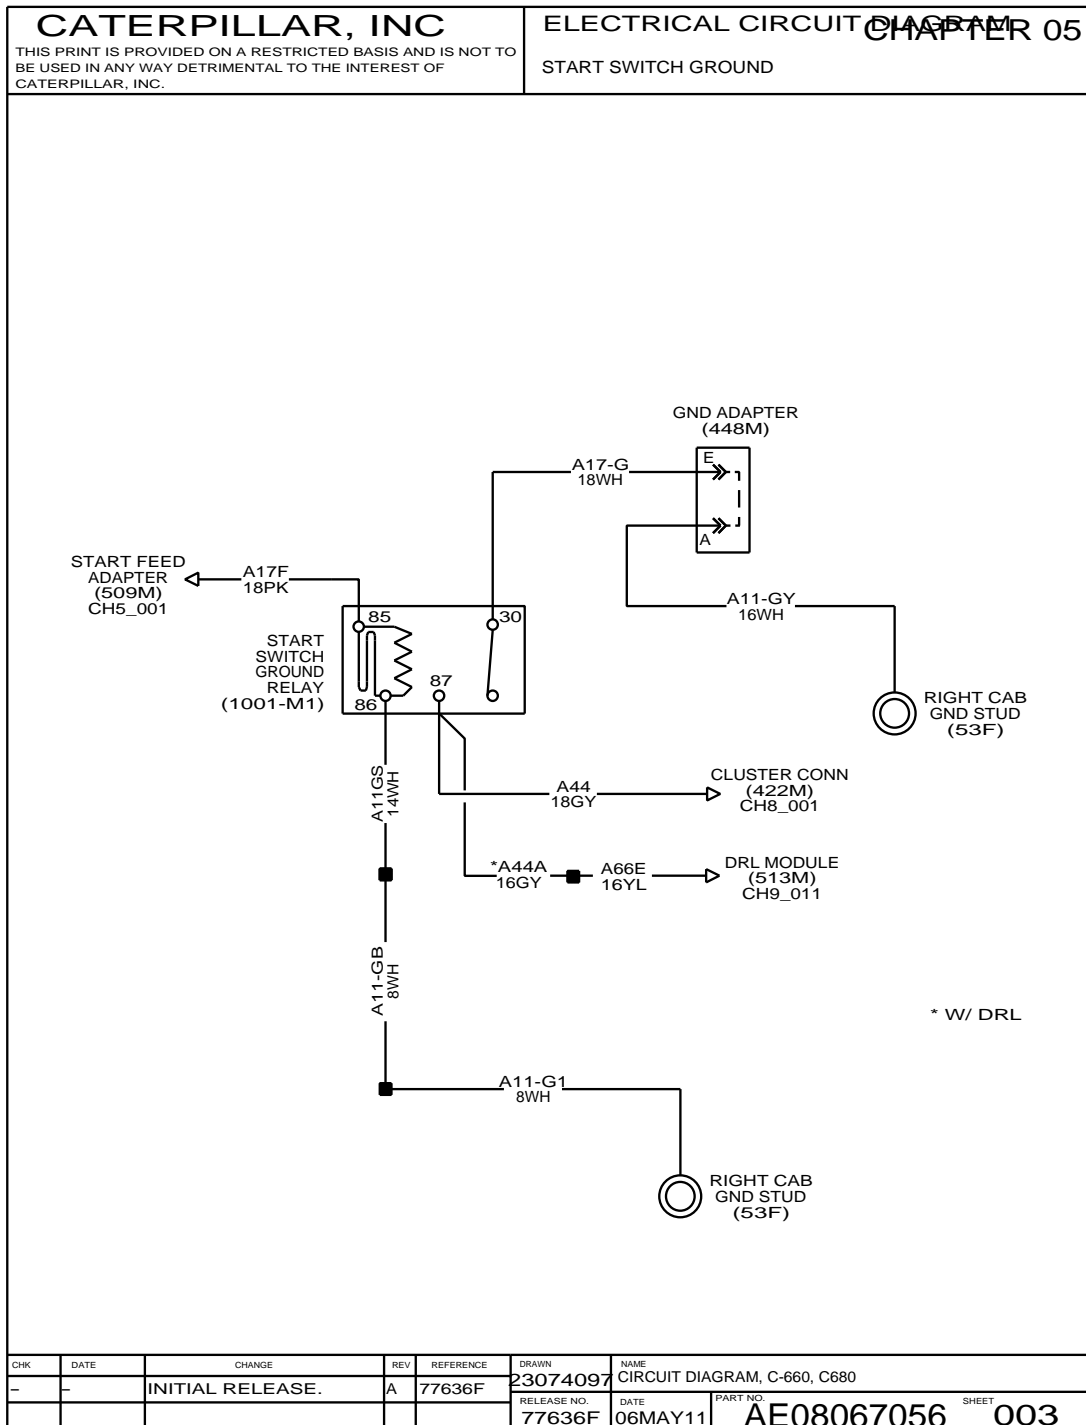 CATERPILLAR, INC
THIS PRINT IS PROVIDED ON A RESTRICTED BASIS AND IS NOT TO
BE USED IN ANY WAY DETRIMENTAL TO THE INTEREST OF
CATERPILLAR, INC.
ELECTRICAL CIRCUIT DIAGRAM
CHAPTER 05
START SWITCH GROUND
GND ADAPTER
(448M)
E
A17-G
18WH
A
START FEED
ADAPTER
(509M)
CH5_001
A17F
18PK
A11-GY
16WH
85
30
START
SWITCH
GROUND
RELAY
(1001-M1)
87
86
RIGHT CAB
GND STUD
(53F)
A11GS
14WH
A44
18GY
CLUSTER CONN
(422M)
CH8_001
*A44A
16GY
A66E
16YL
DRL MODULE
(513M)
CH9_011
A11-GB
8WH
* W/ DRL
A11-G1
8WH
RIGHT CAB
GND STUD
(53F)
CHK DATE CHANGE REV REFERENCE
- - INITIAL RELEASE. A 77636F
DRAWN
23074097
NAME
CIRCUIT DIAGRAM, C-660, C680
RELEASE NO.
77636F
DATE
06MAY11
PART NO.
AE08067056
SHEET
003